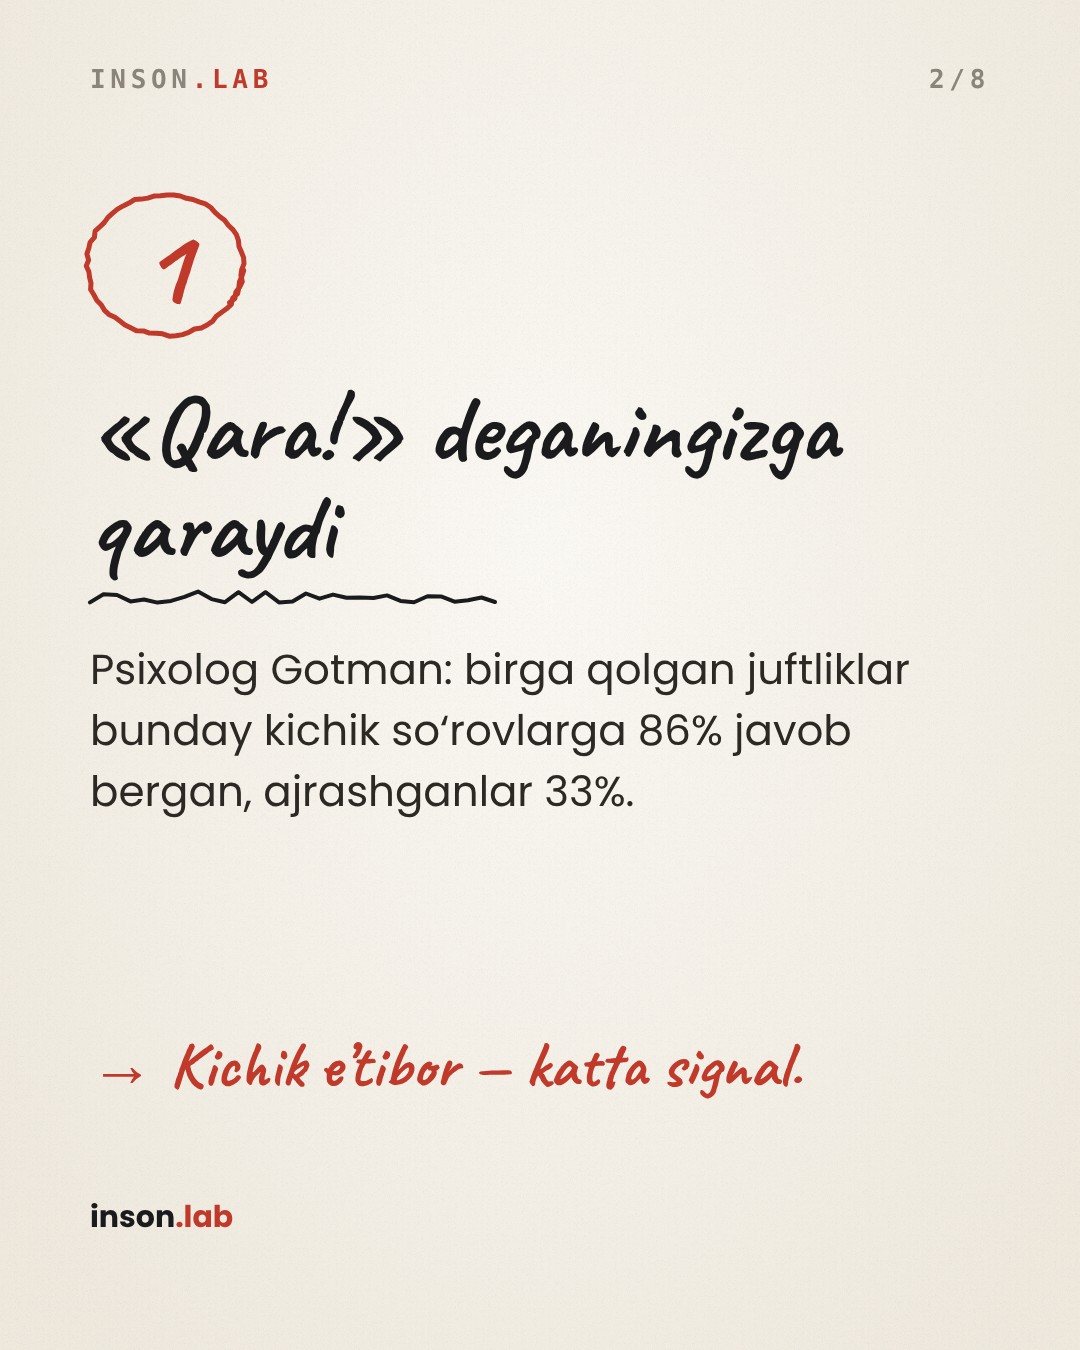 INSON.LAB
2/8
1
«Qara!» deganingizga
qaraydi
Psixolog Gotman: birga qolgan juftliklar
bunday kichik so‘rovlarga 86% javob
bergan, ajrashganlar 33%.
→ Kichik e’tibor — katta signal.
inson.lab